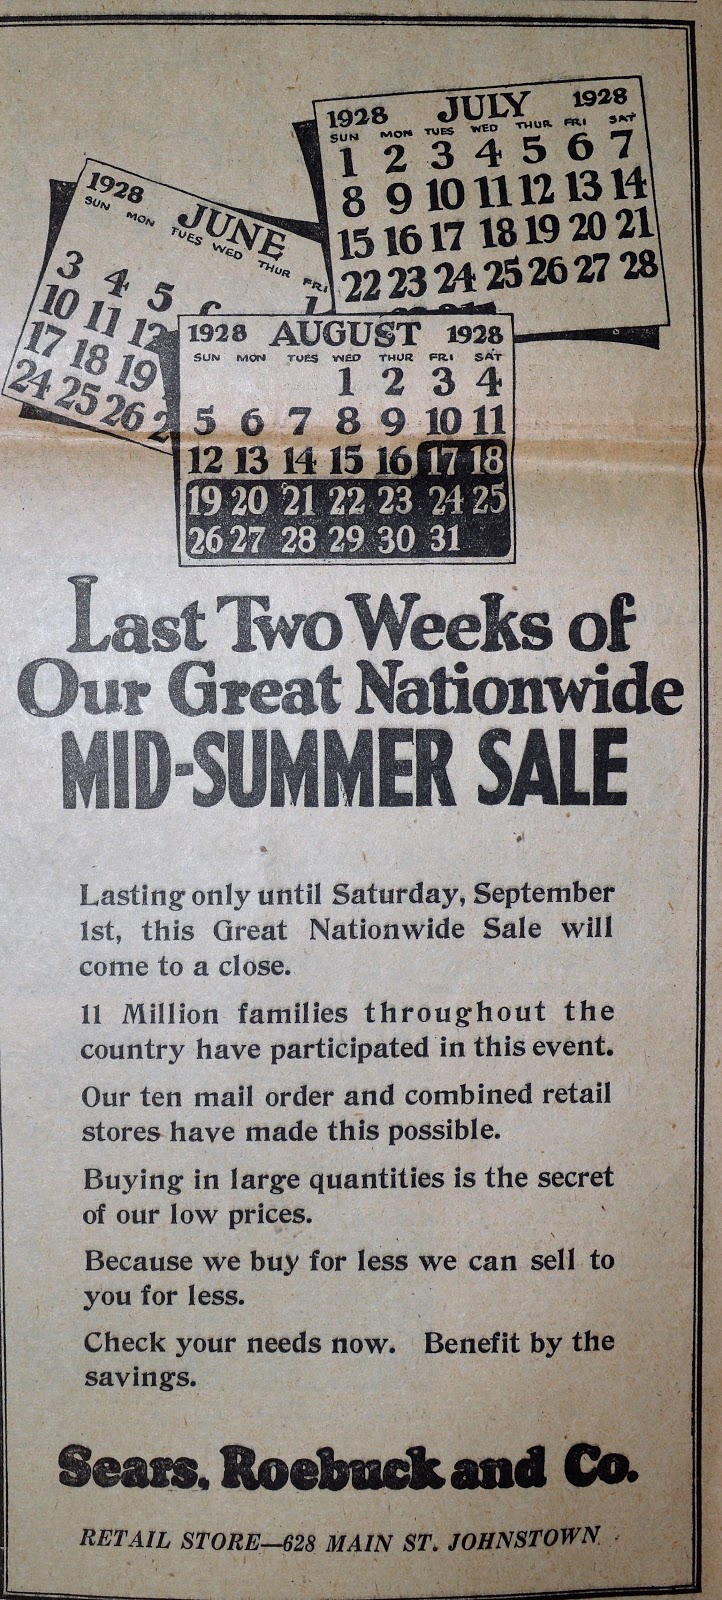 1928 JULY 1928
SUN MON TUES WED THUR FRI SAT
1 2 3 4 5 6 7
8 9 10 11 12 13 14
15 16 17 18 19 20 21
22 23 24 25 26 27 28
1928 JUNE
SUN MON TUES WED THUR FRI
3 4 5
10 11 12
17 18 19
24 25 26
1928 AUGUST 1928
SUN MON TUES WED THUR FRI SAT
1 2 3 4
5 6 7 8 9 10 11
12 13 14 15 16 17 18
19 20 21 22 23 24 25
26 27 28 29 30 31
Last Two Weeks of
Our Great Nationwide
MID-SUMMER SALE
Lasting only until Saturday, September
1st, this Great Nationwide Sale will
come to a close.
11 Million families throughout the
country have participated in this event.
Our ten mail order and combined retail
stores have made this possible.
Buying in large quantities is the secret
of our low prices.
Because we buy for less we can sell to
you for less.
Check your needs now. Benefit by the
savings.
Sears, Roebuck and Co.
RETAIL STORE—628 MAIN ST. JOHNSTOWN